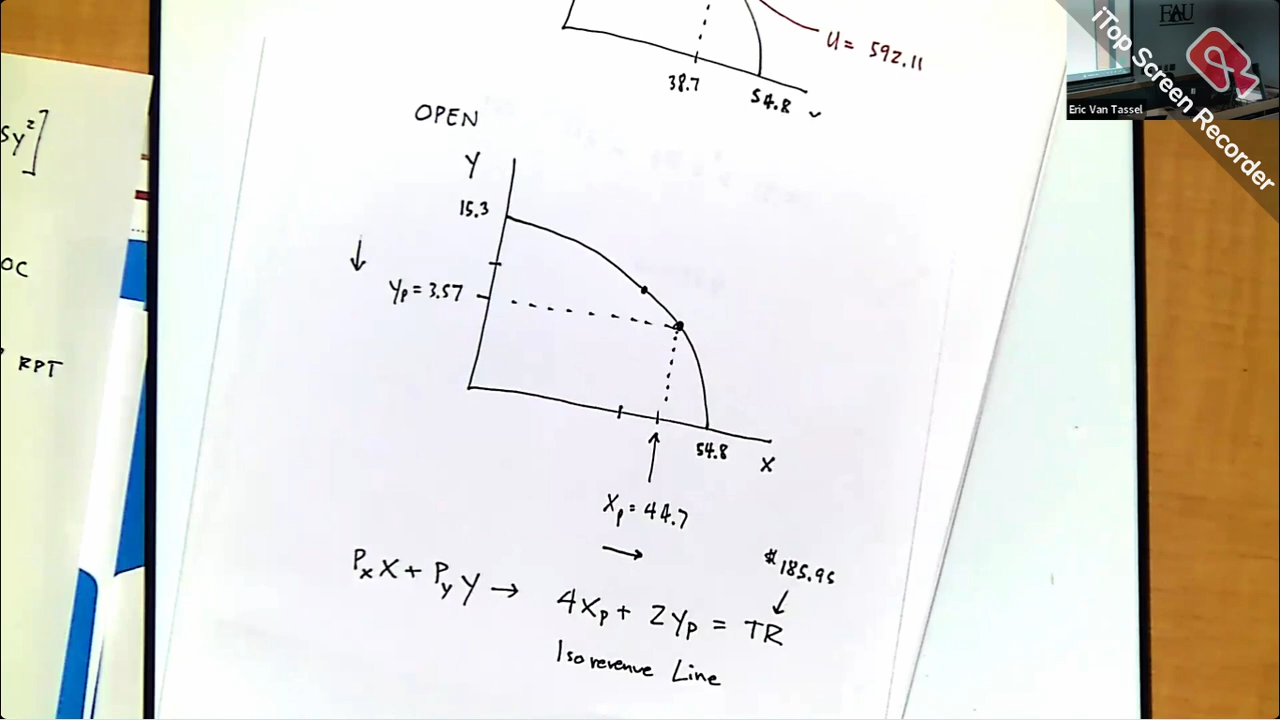 U = 592.11
38.7
54.8
OPEN
Y
15.3
Yp = 3.57
54.8
X
Xp = 44.7
$185.95
PxX + PyY → 4Xp + 2Yp = TR
Isorevenue Line
5y²]
OC
RPT
FAU
Eric Van Tassel
iTop Screen Recorder